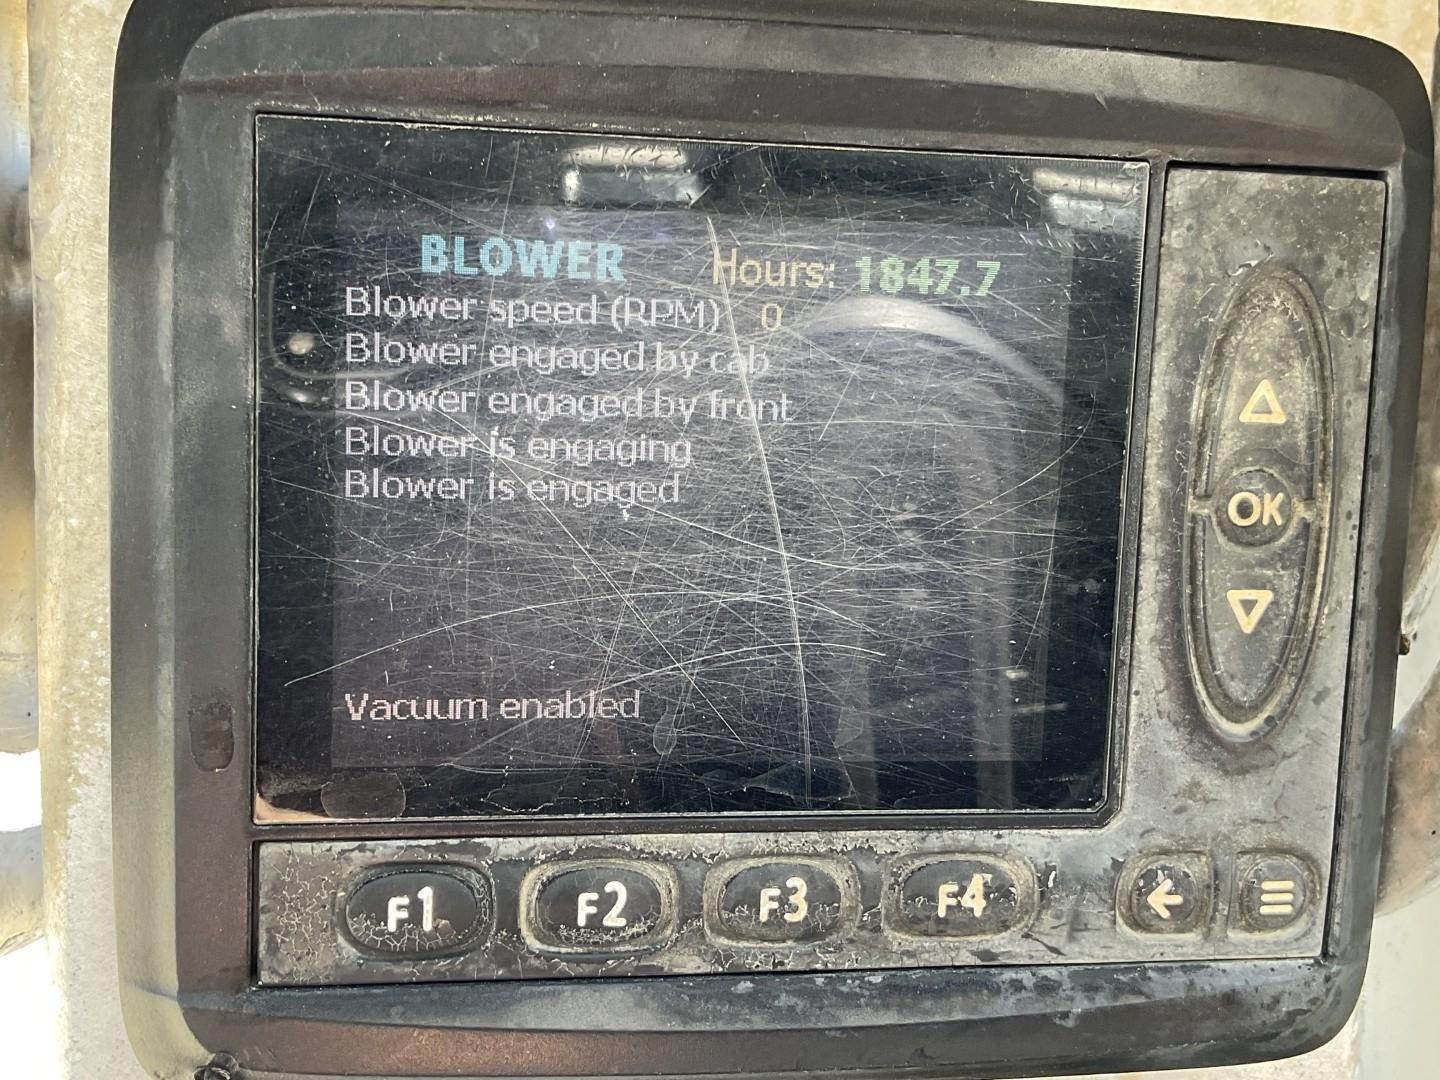 BLOWER Hours: 1847.7
Blower speed (RPM) 0
Blower engaged by cab
Blower engaged by front
Blower is engaging
Blower is engaged
Vacuum enabled
OK
F1 F2 F3 F4